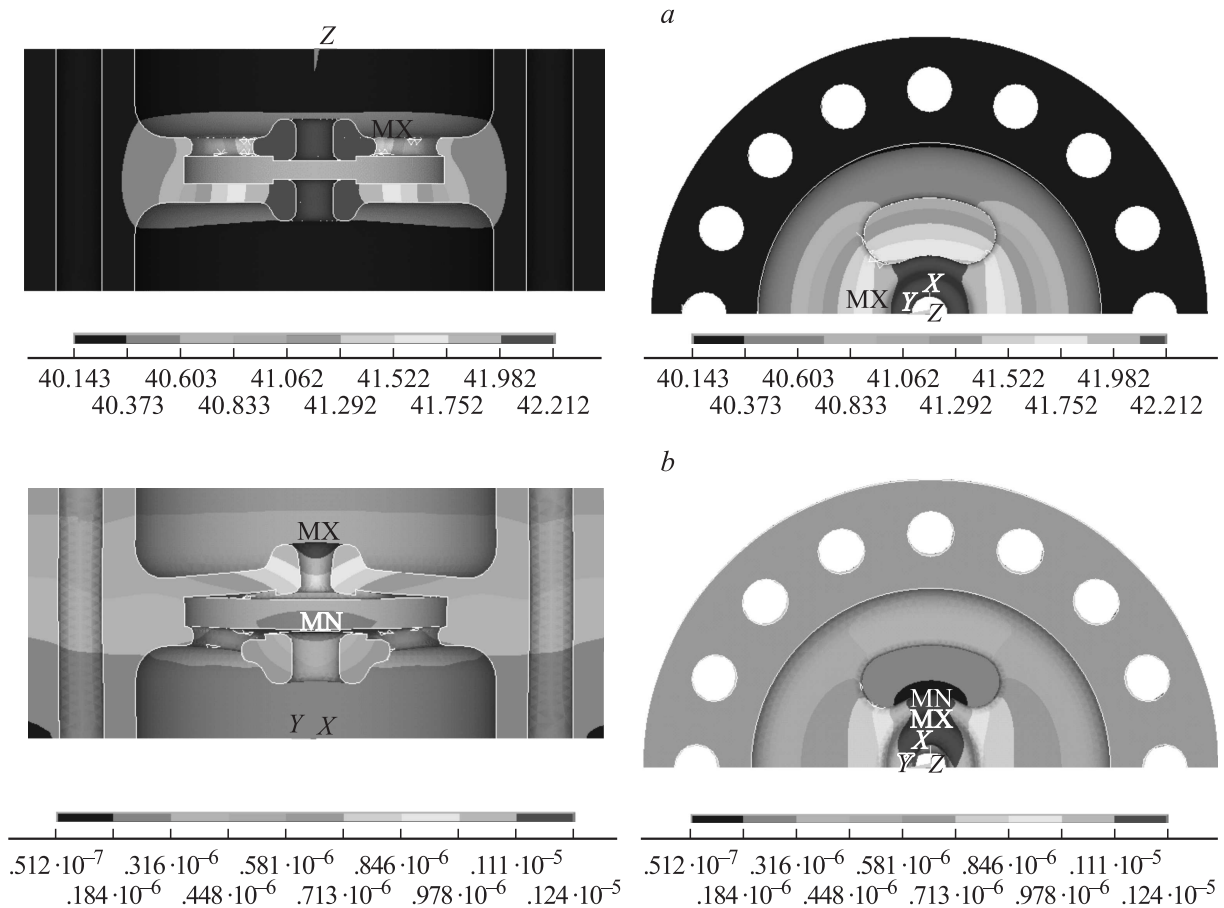 a
Z
MX
MX
X
Y
Z
40.143 40.603 41.062 41.522 41.982
40.373 40.833 41.292 41.752 42.212
40.143 40.603 41.062 41.522 41.982
40.373 40.833 41.292 41.752 42.212
b
MX
MN
Y X
MN
MX
X
Y Z
.512·10⁻⁷ .316·10⁻⁶ .581·10⁻⁶ .846·10⁻⁶ .111·10⁻⁵
.184·10⁻⁶ .448·10⁻⁶ .713·10⁻⁶ .978·10⁻⁶ .124·10⁻⁵
.512·10⁻⁷ .316·10⁻⁶ .581·10⁻⁶ .846·10⁻⁶ .111·10⁻⁵
.184·10⁻⁶ .448·10⁻⁶ .713·10⁻⁶ .978·10⁻⁶ .124·10⁻⁵